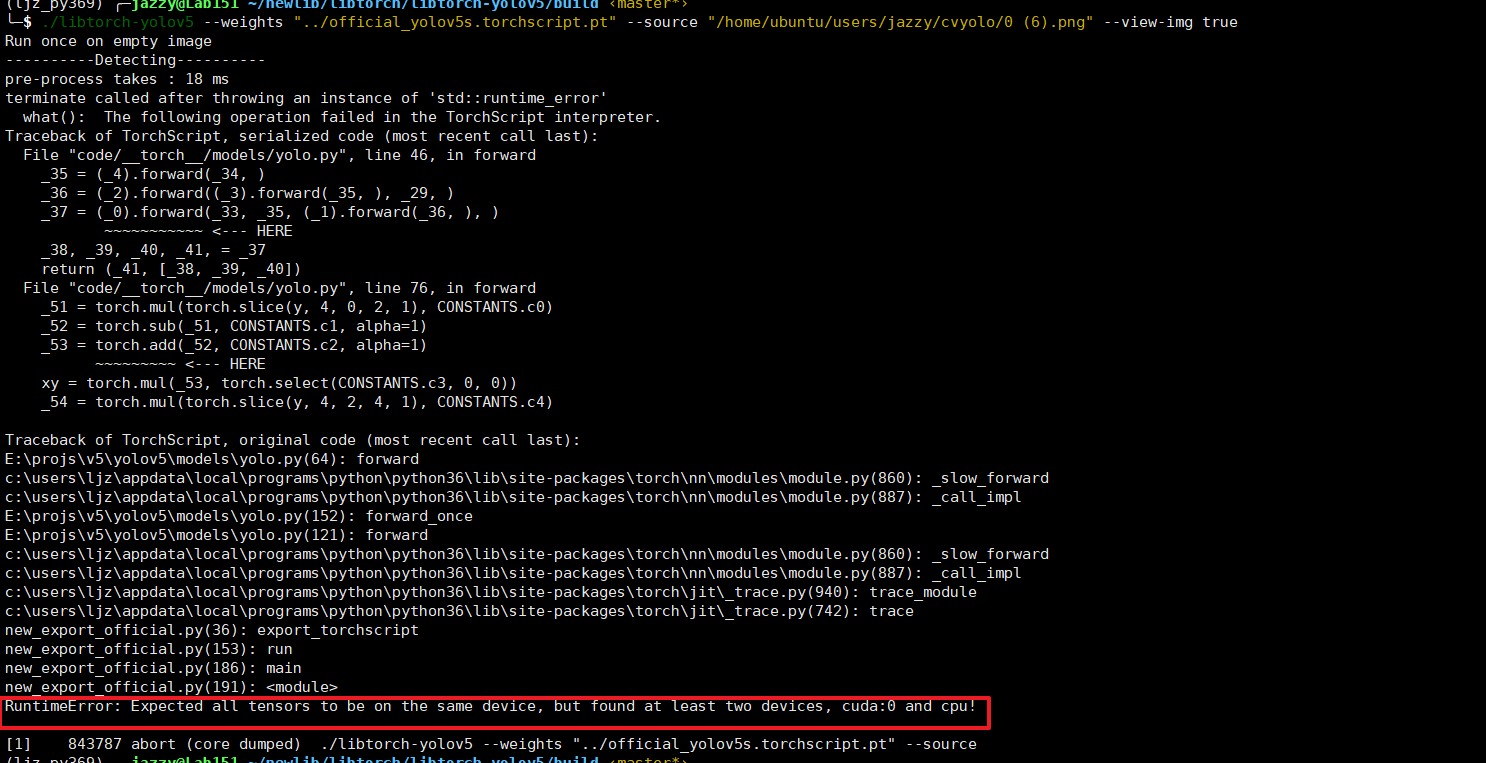 (ljz_py369) ╭─jazzy@Lab151 ~/newlib/libtorch/libtorch-yolov5/build ‹master*›
╰─$ ./libtorch-yolov5 --weights "../official_yolov5s.torchscript.pt" --source "/home/ubuntu/users/jazzy/cvyolo/0 (6).png" --view-img true
Run once on empty image
----------Detecting----------
pre-process takes : 18 ms
terminate called after throwing an instance of 'std::runtime_error'
  what():  The following operation failed in the TorchScript interpreter.
Traceback of TorchScript, serialized code (most recent call last):
  File "code/__torch__/models/yolo.py", line 46, in forward
    _35 = (_4).forward(_34, )
    _36 = (_2).forward((_3).forward(_35, ), _29, )
    _37 = (_0).forward(_33, _35, (_1).forward(_36, ), )
           ~~~~~~~~~~~ <--- HERE
    _38, _39, _40, _41, = _37
    return (_41, [_38, _39, _40])
  File "code/__torch__/models/yolo.py", line 76, in forward
    _51 = torch.mul(torch.slice(y, 4, 0, 2, 1), CONSTANTS.c0)
    _52 = torch.sub(_51, CONSTANTS.c1, alpha=1)
    _53 = torch.add(_52, CONSTANTS.c2, alpha=1)
          ~~~~~~~~~ <--- HERE
    xy = torch.mul(_53, torch.select(CONSTANTS.c3, 0, 0))
    _54 = torch.mul(torch.slice(y, 4, 2, 4, 1), CONSTANTS.c4)
Traceback of TorchScript, original code (most recent call last):
E:\projs\v5\yolov5\models\yolo.py(64): forward
c:\users\ljz\appdata\local\programs\python\python36\lib\site-packages\torch\nn\modules\module.py(860): _slow_forward
c:\users\ljz\appdata\local\programs\python\python36\lib\site-packages\torch\nn\modules\module.py(887): _call_impl
E:\projs\v5\yolov5\models\yolo.py(152): forward_once
E:\projs\v5\yolov5\models\yolo.py(121): forward
c:\users\ljz\appdata\local\programs\python\python36\lib\site-packages\torch\nn\modules\module.py(860): _slow_forward
c:\users\ljz\appdata\local\programs\python\python36\lib\site-packages\torch\nn\modules\module.py(887): _call_impl
c:\users\ljz\appdata\local\programs\python\python36\lib\site-packages\torch\jit\_trace.py(940): trace_module
c:\users\ljz\appdata\local\programs\python\python36\lib\site-packages\torch\jit\_trace.py(742): trace
new_export_official.py(36): export_torchscript
new_export_official.py(153): run
new_export_official.py(186): main
new_export_official.py(191): <module>
RuntimeError: Expected all tensors to be on the same device, but found at least two devices, cuda:0 and cpu!
[1]    843787 abort (core dumped)  ./libtorch-yolov5 --weights "../official_yolov5s.torchscript.pt" --source
(ljz_py369) ╭─jazzy@Lab151 ~/newlib/libtorch/libtorch-yolov5/build ‹master*›